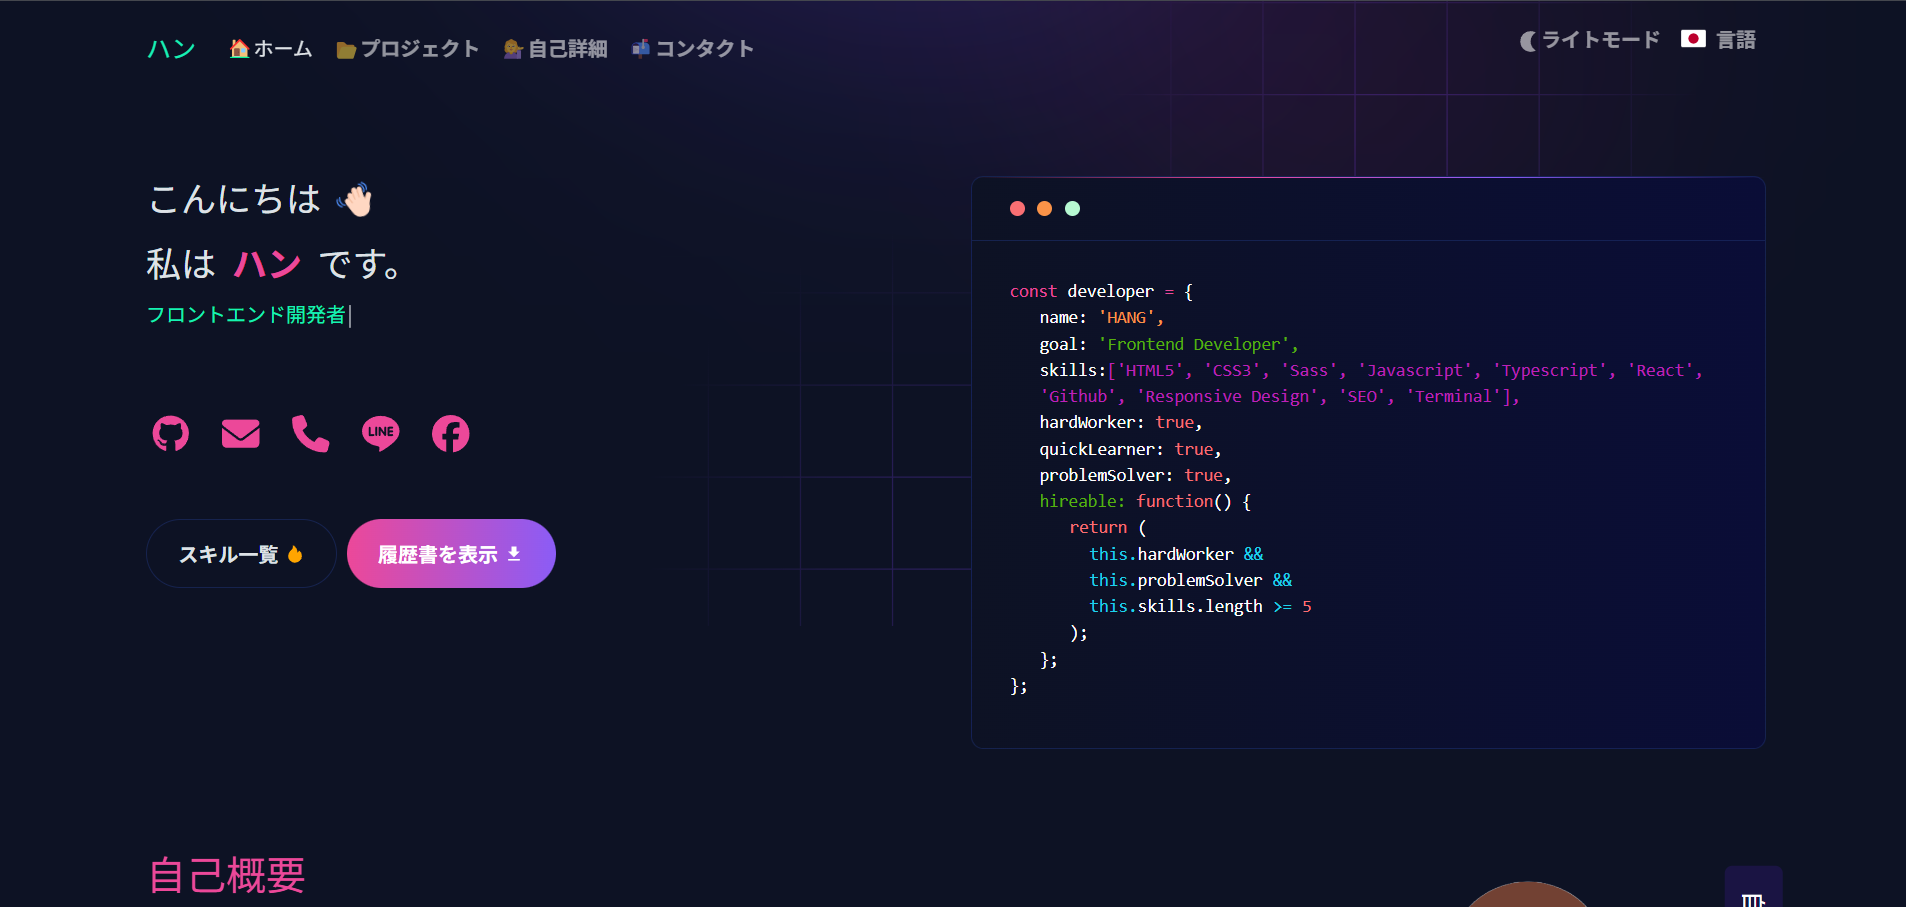 ハン
ホーム
プロジェクト
自己詳細
コンタクト
ライトモード
言語
こんにちは
私は ハン です。
フロントエンド開発者|
LINE
スキル一覧
履歴書を表示
const developer = {
name: 'HANG',
goal: 'Frontend Developer',
skills:['HTML5', 'CSS3', 'Sass', 'Javascript', 'Typescript', 'React',
'Github', 'Responsive Design', 'SEO', 'Terminal'],
hardWorker: true,
quickLearner: true,
problemSolver: true,
hireable: function() {
return (
this.hardWorker &&
this.problemSolver &&
this.skills.length >= 5
);
};
};
自己概要